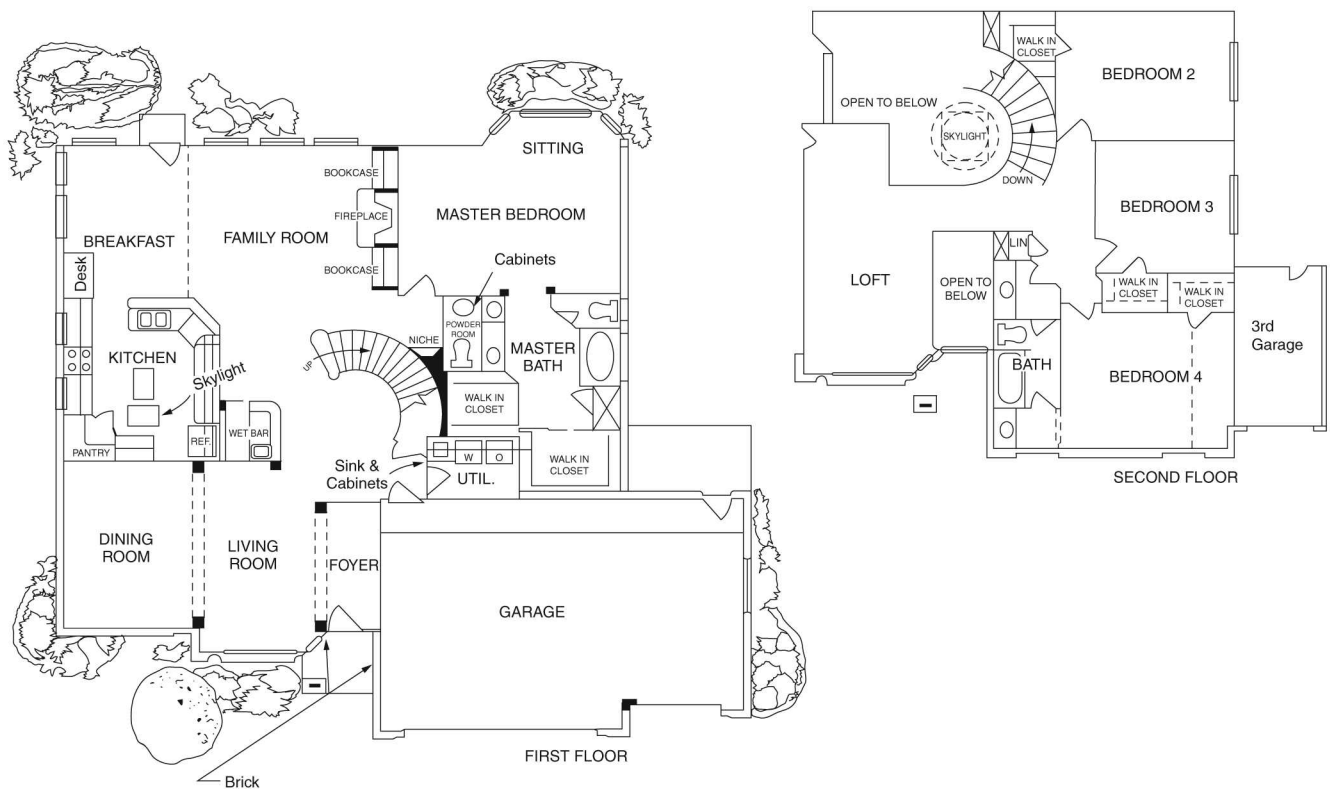 SITTING
BOOKCASE
FIREPLACE
MASTER BEDROOM
BREAKFAST
FAMILY ROOM
BOOKCASE
Desk
Cabinets
POWDER
ROOM
NICHE
MASTER
BATH
UP
KITCHEN
Skylight
WALK IN
CLOSET
WET BAR
REF.
PANTRY
W
O
Sink &
Cabinets
UTIL.
WALK IN
CLOSET
DINING
ROOM
LIVING
ROOM
FOYER
GARAGE
FIRST FLOOR
Brick
WALK IN
CLOSET
BEDROOM 2
OPEN TO BELOW
SKYLIGHT
DOWN
BEDROOM 3
LIN
LOFT
OPEN TO
BELOW
WALK IN
CLOSET
WALK IN
CLOSET
3rd
Garage
BATH
BEDROOM 4
SECOND FLOOR